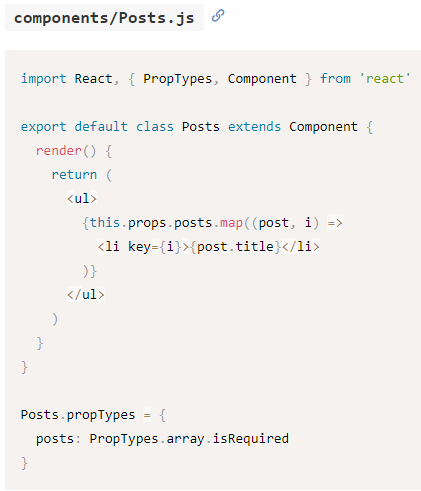 components/Posts.js
import React, { PropTypes, Component } from 'react'
export default class Posts extends Component {
  render() {
    return (
      <ul>
        {this.props.posts.map((post, i) =>
          <li key={i}>{post.title}</li>
        )}
      </ul>
    )
  }
}
Posts.propTypes = {
  posts: PropTypes.array.isRequired
}